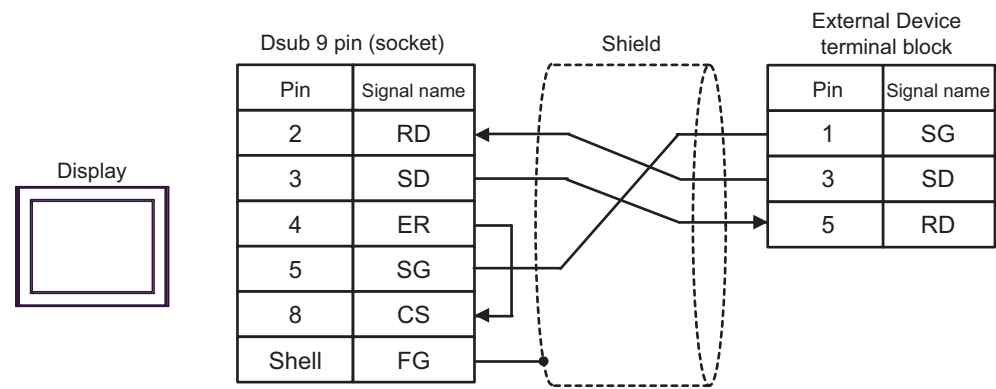 External Device
Dsub 9 pin (socket) Shield terminal block
Pin Signal name Pin Signal name
2 RD 1 SG
Display 3 SD 3 SD
4 ER 5 RD
5 SG
8 CS
Shell FG